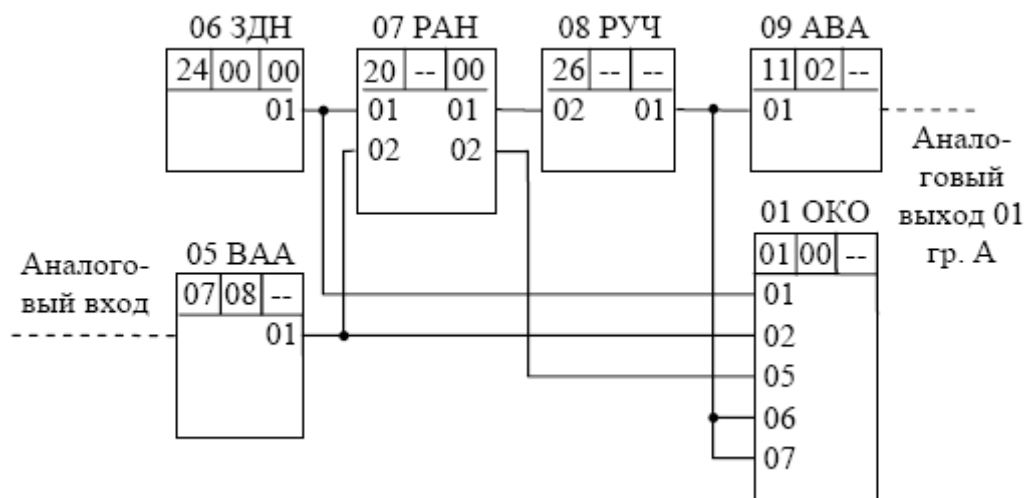 06 ЗДН
07 РАН
08 РУЧ
09 АВА
24 00 00
20 -- 00
26 -- --
11 02 --
01
01 01
02 01
01
02 02
Анало-
говый
выход 01
гр. А
01 ОКО
01 00 --
01
02
05
06
07
Аналого-
вый вход
05 ВАА
07 08 --
01